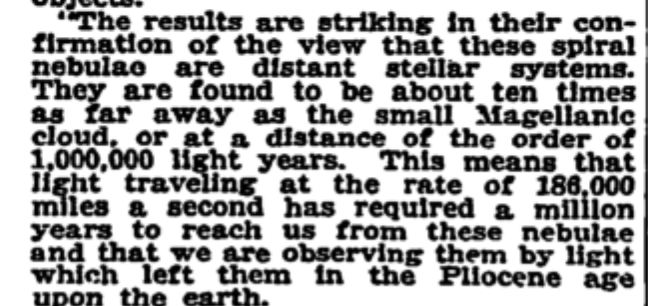 objects.
"The results are striking in their con-
firmation of the view that these spiral
nebulae are distant stellar systems.
They are found to be about ten times
as far away as the small Magellanic
cloud, or at a distance of the order of
1,000,000 light years. This means that
light traveling at the rate of 186,000
miles a second has required a million
years to reach us from these nebulae
and that we are observing them by light
which left them in the Pliocene age
upon the earth.